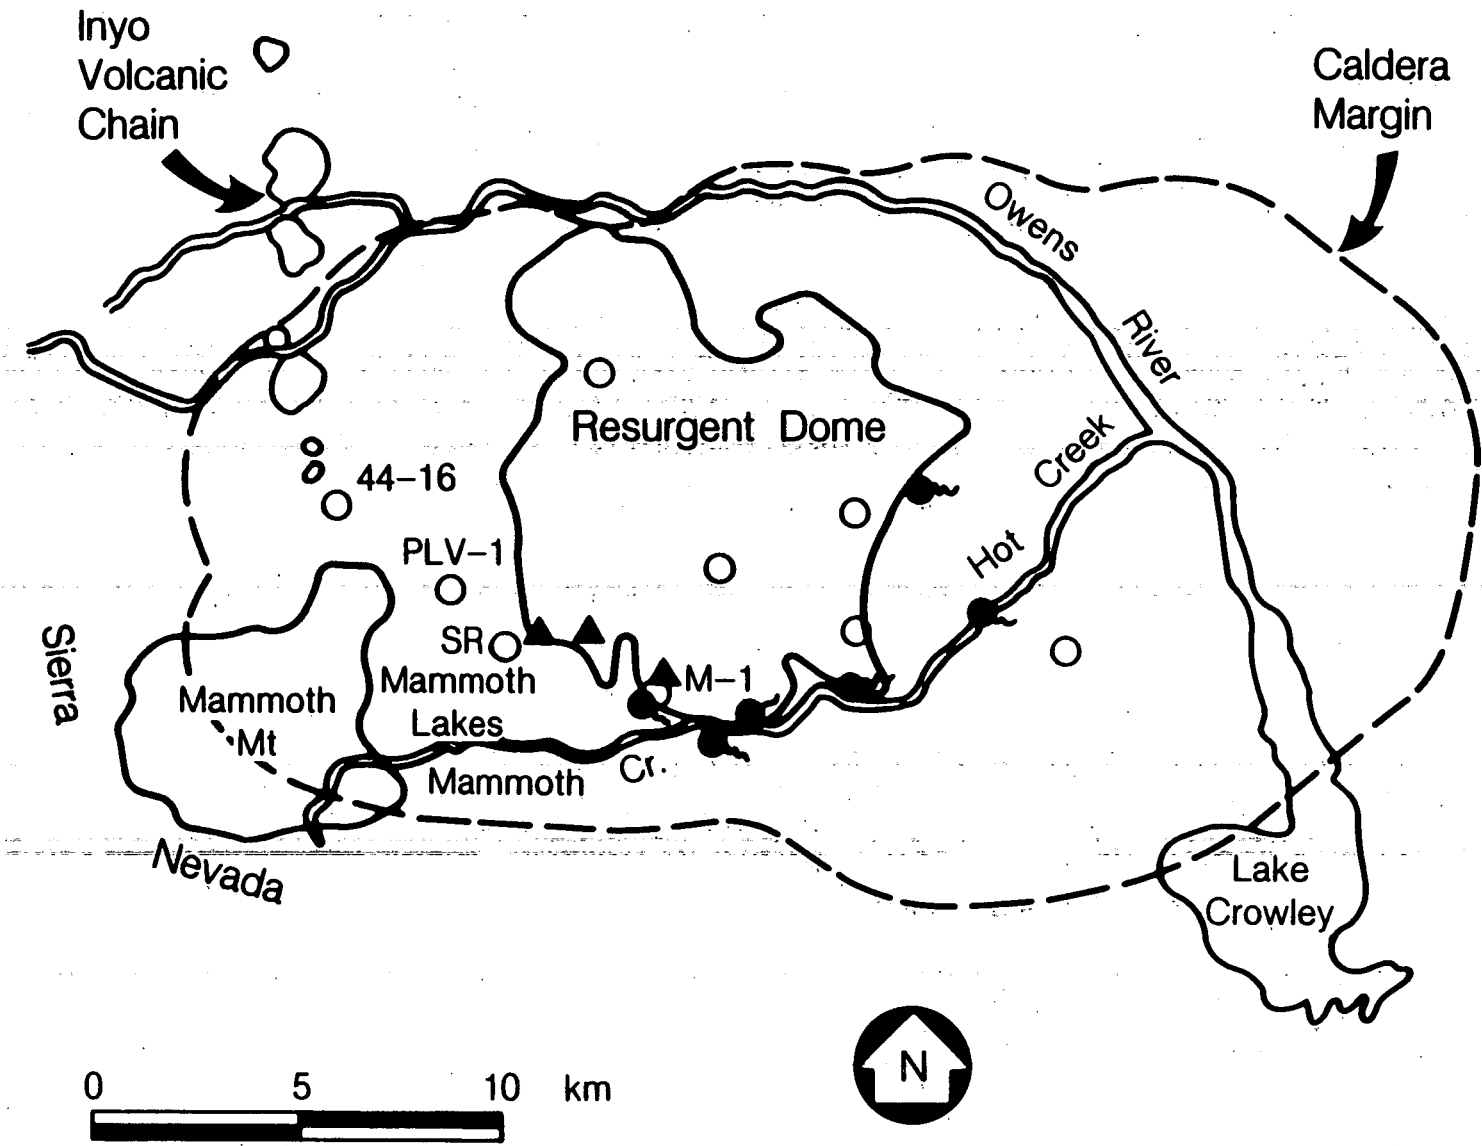 Inyo
Volcanic
Chain
Caldera
Margin
Owens
River
Resurgent Dome
Creek
Hot
44-16
PLV-1
SR
Mammoth
Lakes
M-1
Sierra
Nevada
Mammoth
Mt
Mammoth
Cr.
Lake
Crowley
N
0 5 10 km